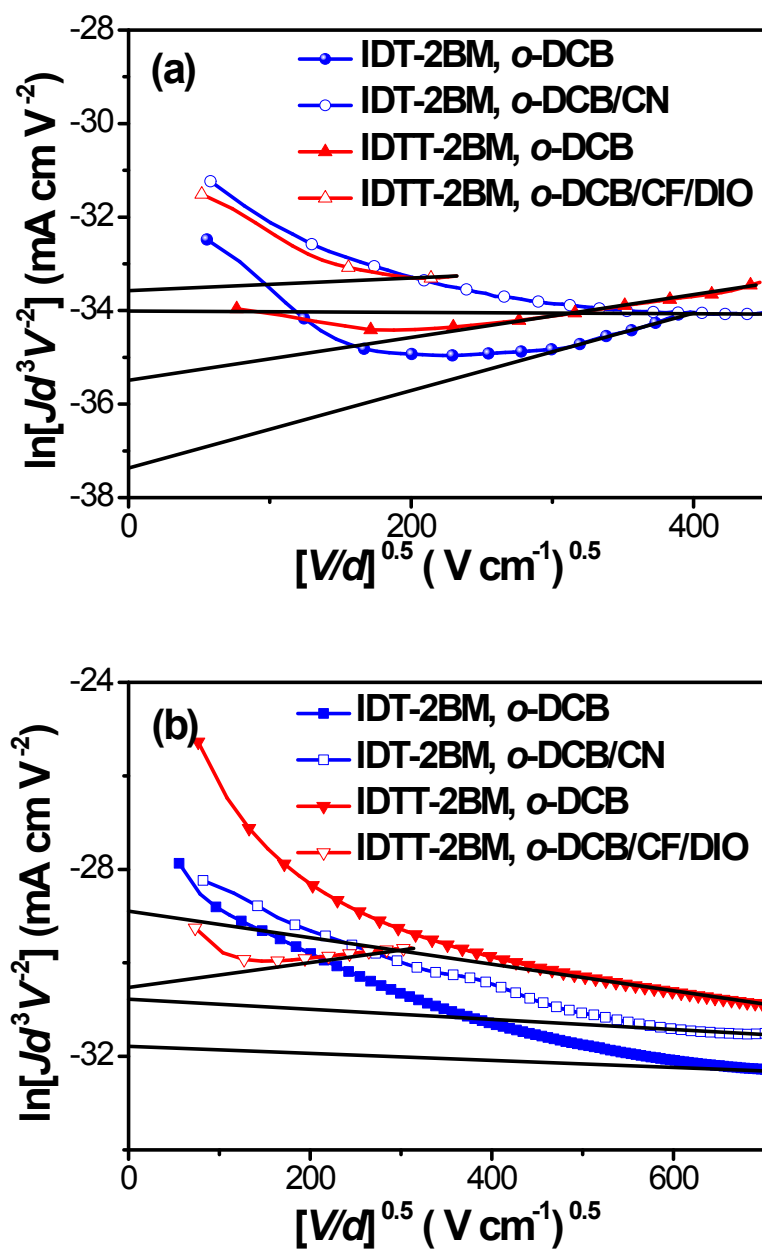 -28
(a)
IDT-2BM, o-DCB
IDT-2BM, o-DCB/CN
IDTT-2BM, o-DCB
IDTT-2BM, o-DCB/CF/DIO
-30
-32
-34
-36
-38
ln[Jd³V⁻²] (mA cm V⁻²)
0 200 400
[V/d]⁰·⁵ ( V cm⁻¹)⁰·⁵
-24
(b)
IDT-2BM, o-DCB
IDT-2BM, o-DCB/CN
IDTT-2BM, o-DCB
IDTT-2BM, o-DCB/CF/DIO
-28
-32
ln[Jd³V⁻²] (mA cm V⁻²)
0 200 400 600
[V/d]⁰·⁵ ( V cm⁻¹)⁰·⁵